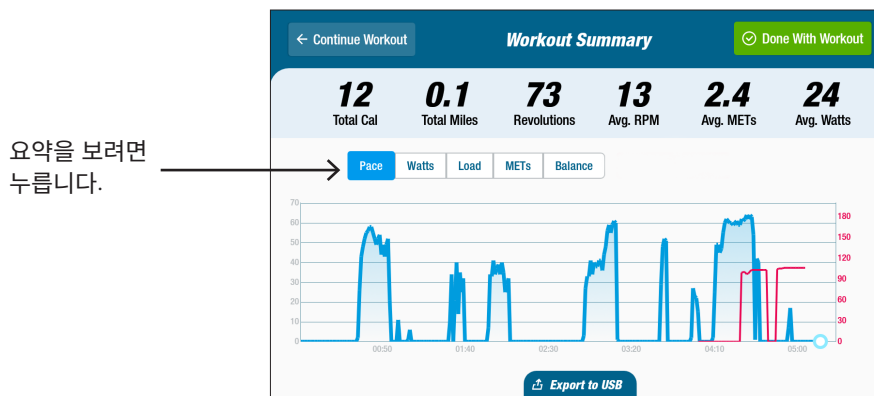 ← Continue Workout
Workout Summary
Done With Workout
12 0.1 73 13 2.4 24
Total Cal Total Miles Revolutions Avg. RPM Avg. METs Avg. Watts
요약을 보려면
누릅니다.
Pace Watts Load METs Balance
70
60 180
50 150
40 120
30 90
20 60
10 30
0 0
00:50 01:40 02:30 03:20 04:10 05:00
Export to USB